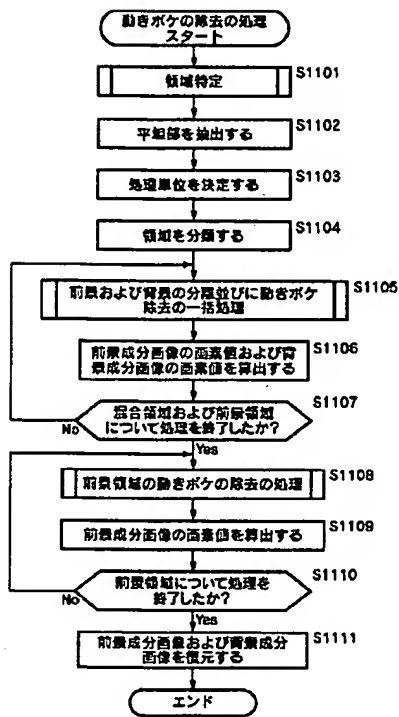 動きボケの除去の処理
スタート
S1101
領域特定
S1102
平坦部を抽出する
S1103
処理単位を決定する
S1104
領域を分類する
S1105
前景および背景の分離並びに動きボケ
除去の一括処理
S1106
前景成分画像の画素値および背
景成分画像の画素値を算出する
S1107
混合領域および前景領域
について処理を終了したか?
No
Yes
S1108
前景領域の動きボケの除去の処理
S1109
前景成分画像の画素値を算出する
S1110
前景領域について処理を
終了したか?
No
Yes
S1111
前景成分画象および背景成分
画像を復元する
エンド